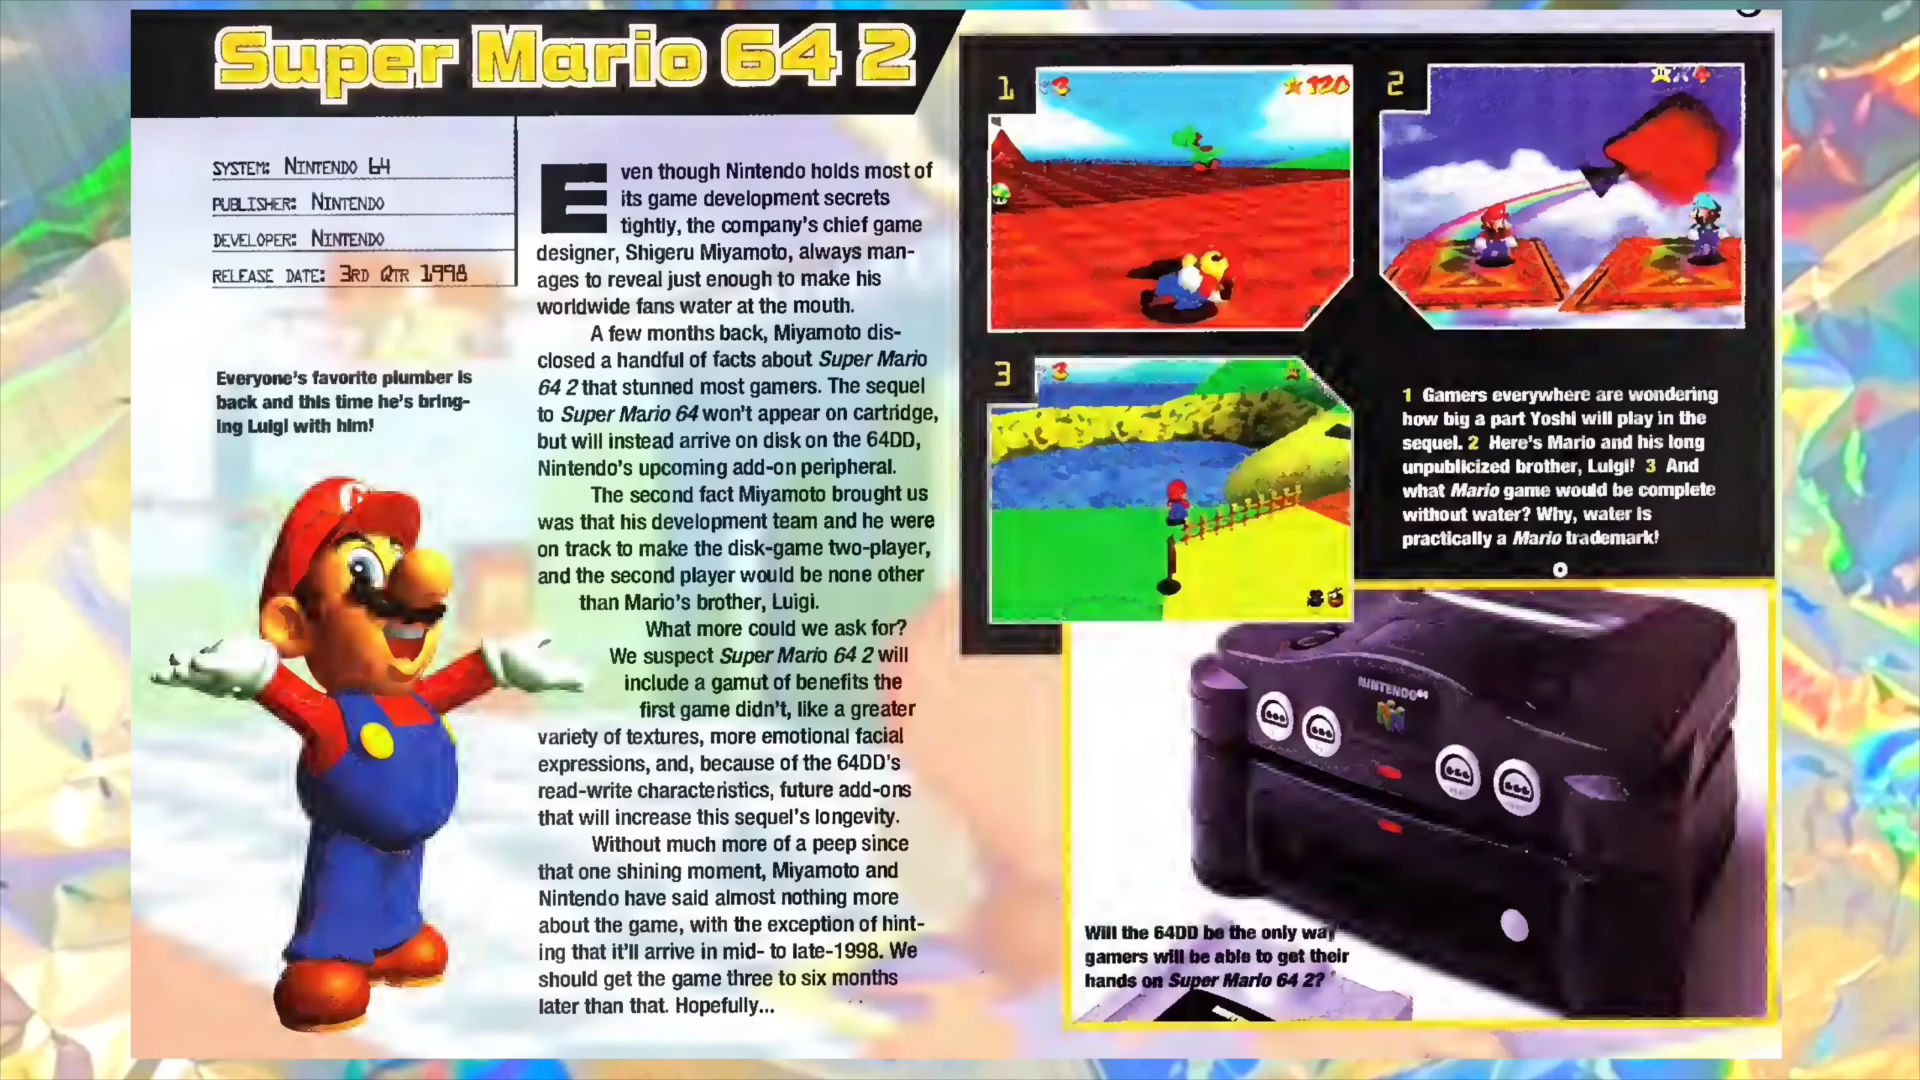 Super Mario 64 2
SYSTEM: NINTENDO 64
PUBLISHER: NINTENDO
DEVELOPER: NINTENDO
RELEASE DATE: 3RD QTR 1998
Everyone's favorite plumber is
back and this time he's bring-
ing Luigi with him!
Even though Nintendo holds most of
its game development secrets
tightly, the company's chief game
designer, Shigeru Miyamoto, always man-
ages to reveal just enough to make his
worldwide fans water at the mouth.
A few months back, Miyamoto dis-
closed a handful of facts about Super Mario
64 2 that stunned most gamers. The sequel
to Super Mario 64 won't appear on cartridge,
but will instead arrive on disk on the 64DD,
Nintendo's upcoming add-on peripheral.
The second fact Miyamoto brought us
was that his development team and he were
on track to make the disk-game two-player,
and the second player would be none other
than Mario's brother, Luigi.
What more could we ask for?
We suspect Super Mario 64 2 will
include a gamut of benefits the
first game didn't, like a greater
variety of textures, more emotional facial
expressions, and, because of the 64DD's
read-write characteristics, future add-ons
that will increase this sequel's longevity.
Without much more of a peep since
that one shining moment, Miyamoto and
Nintendo have said almost nothing more
about the game, with the exception of hint-
ing that it'll arrive in mid- to late-1998. We
should get the game three to six months
later than that. Hopefully...
1
3
120
2
3
3
1 Gamers everywhere are wondering
how big a part Yoshi will play in the
sequel. 2 Here's Mario and his long
unpublicized brother, Luigi! 3 And
what Mario game would be complete
without water? Why, water is
practically a Mario trademark!
NINTENDO64
Will the 64DD be the only way
gamers will be able to get their
hands on Super Mario 64 2?